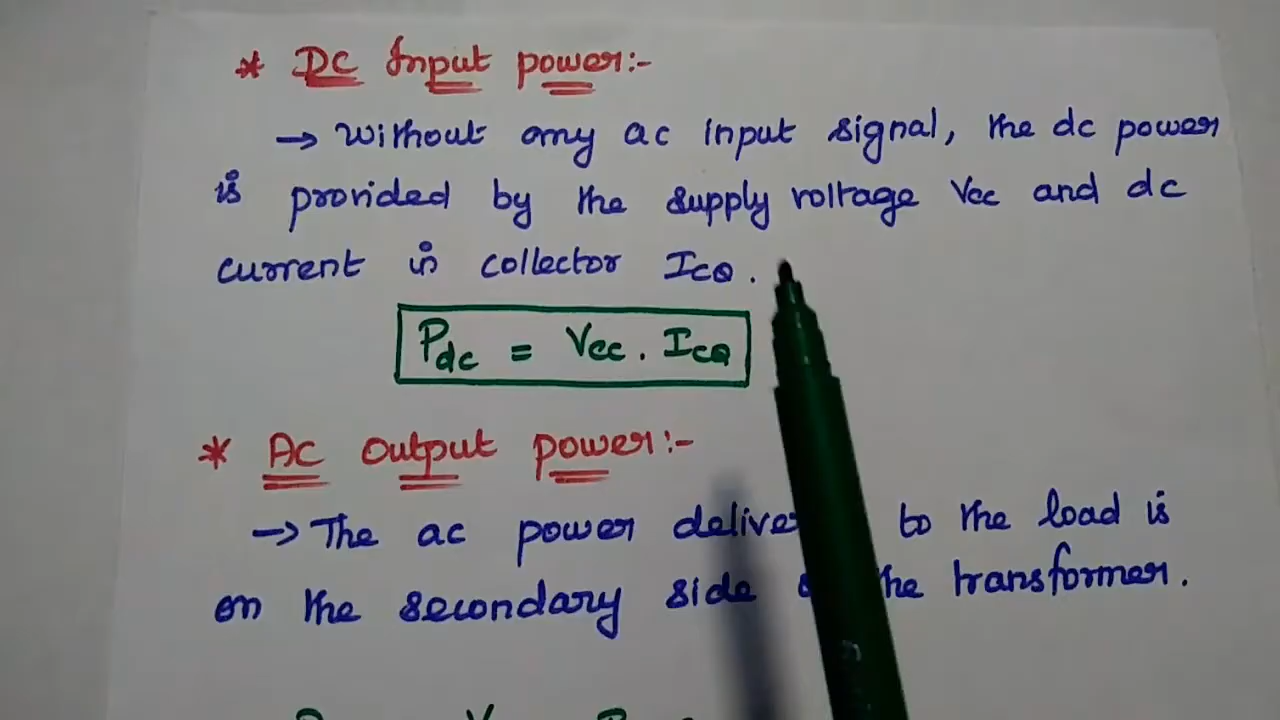 * DC Input power:-
→ without any ac input signal, the dc power
is provided by the supply voltage Vcc and dc
current in collector ICQ.
Pdc = Vcc . ICQ
* AC Output power:-
→ The ac power to the load is
on the secondary side the transformer.